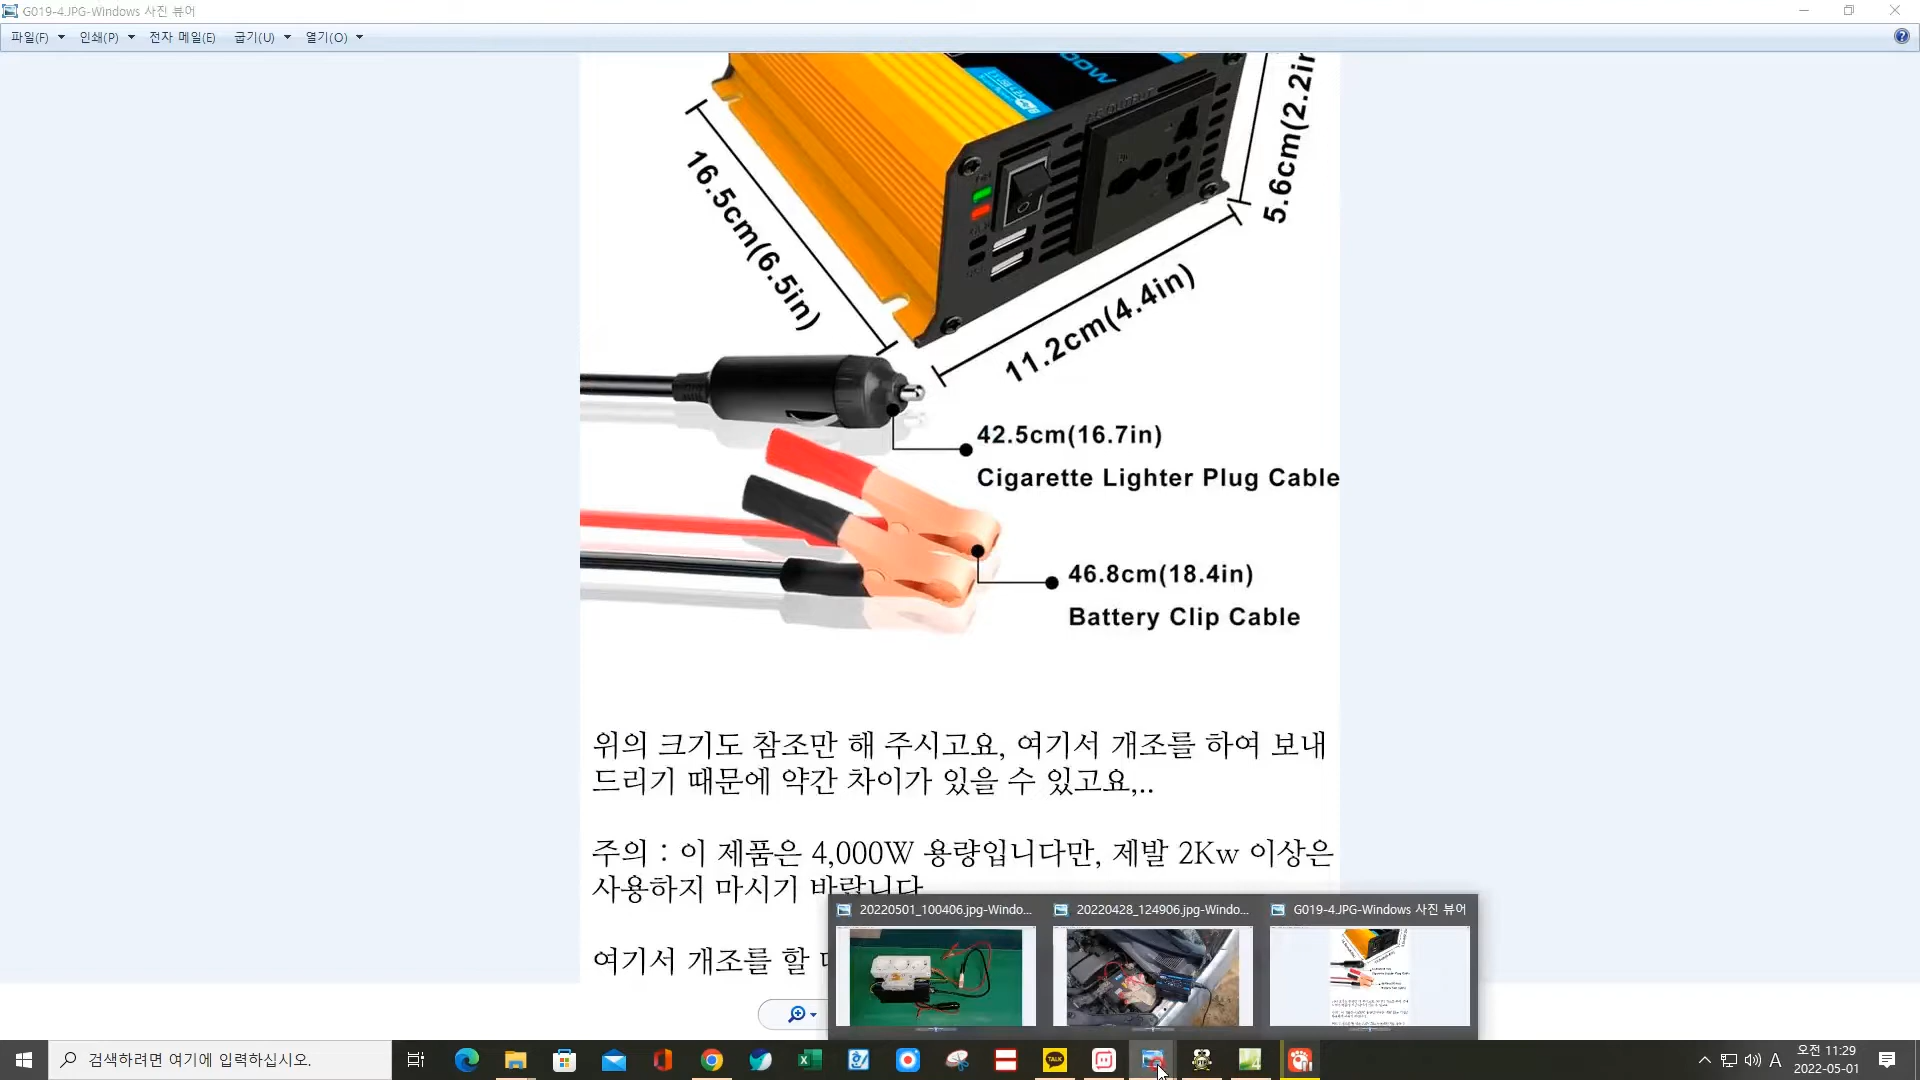 G019-4.JPG-Windows 사진 뷰어
파일(F) 인쇄(P) 전자 메일(E) 굽기(U) 열기(O)
5.6cm(2.2in
16.5cm(6.5in)
11.2cm(4.4in)
42.5cm(16.7in)
Cigarette Lighter Plug Cable
46.8cm(18.4in)
Battery Clip Cable
위의 크기도 참조만 해 주시고요, 여기서 개조를 하여 보내
드리기 때문에 약간 차이가 있을 수 있고요,..
주의 : 이 제품은 4,000W 용량입니다만, 제발 2Kw 이상은
사용하지 마시기 바랍니다
여기서 개조를 할
20220501_100406.jpg-Windo...
20220428_124906.jpg-Windo...
G019-4.JPG-Windows 사진 뷰어
검색하려면 여기에 입력하십시오.
TALK
A
오전 11:29
2022-05-01